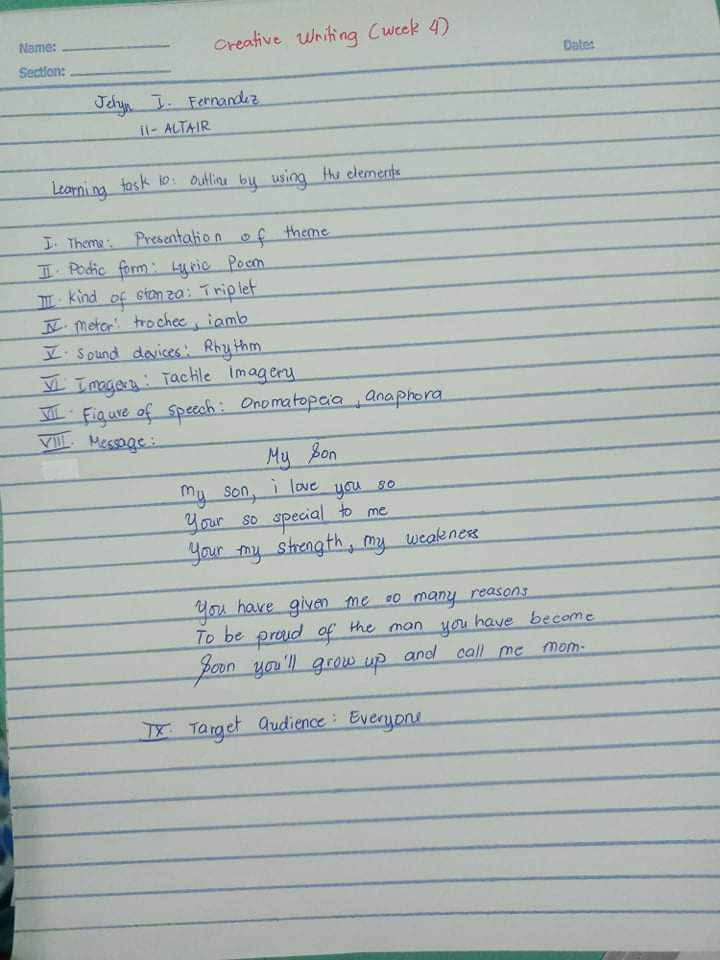 Creative Writing (Week 4)
Name:
Date:
Section:
Jelyn I. Fernandez
11- ALTAIR
Learning task 10: Outline by using the elements
I. Theme: Presentation of theme
II. Poetic form: Lyric Poem
III. Kind of stanza: Triplet
IV. Meter: trochee, iamb
V. Sound devices: Rhythm
VI. Imagery: Tactile Imagery
VII. Figure of speech: Onomatopeia, anaphora
VIII. Message:
My Son
My son, i love you so
Your so special to me
Your my strength, my weakness
You have given me so many reasons
To be proud of the man you have become
Soon you'll grow up and call me mom.
IX. Target Audience: Everyone